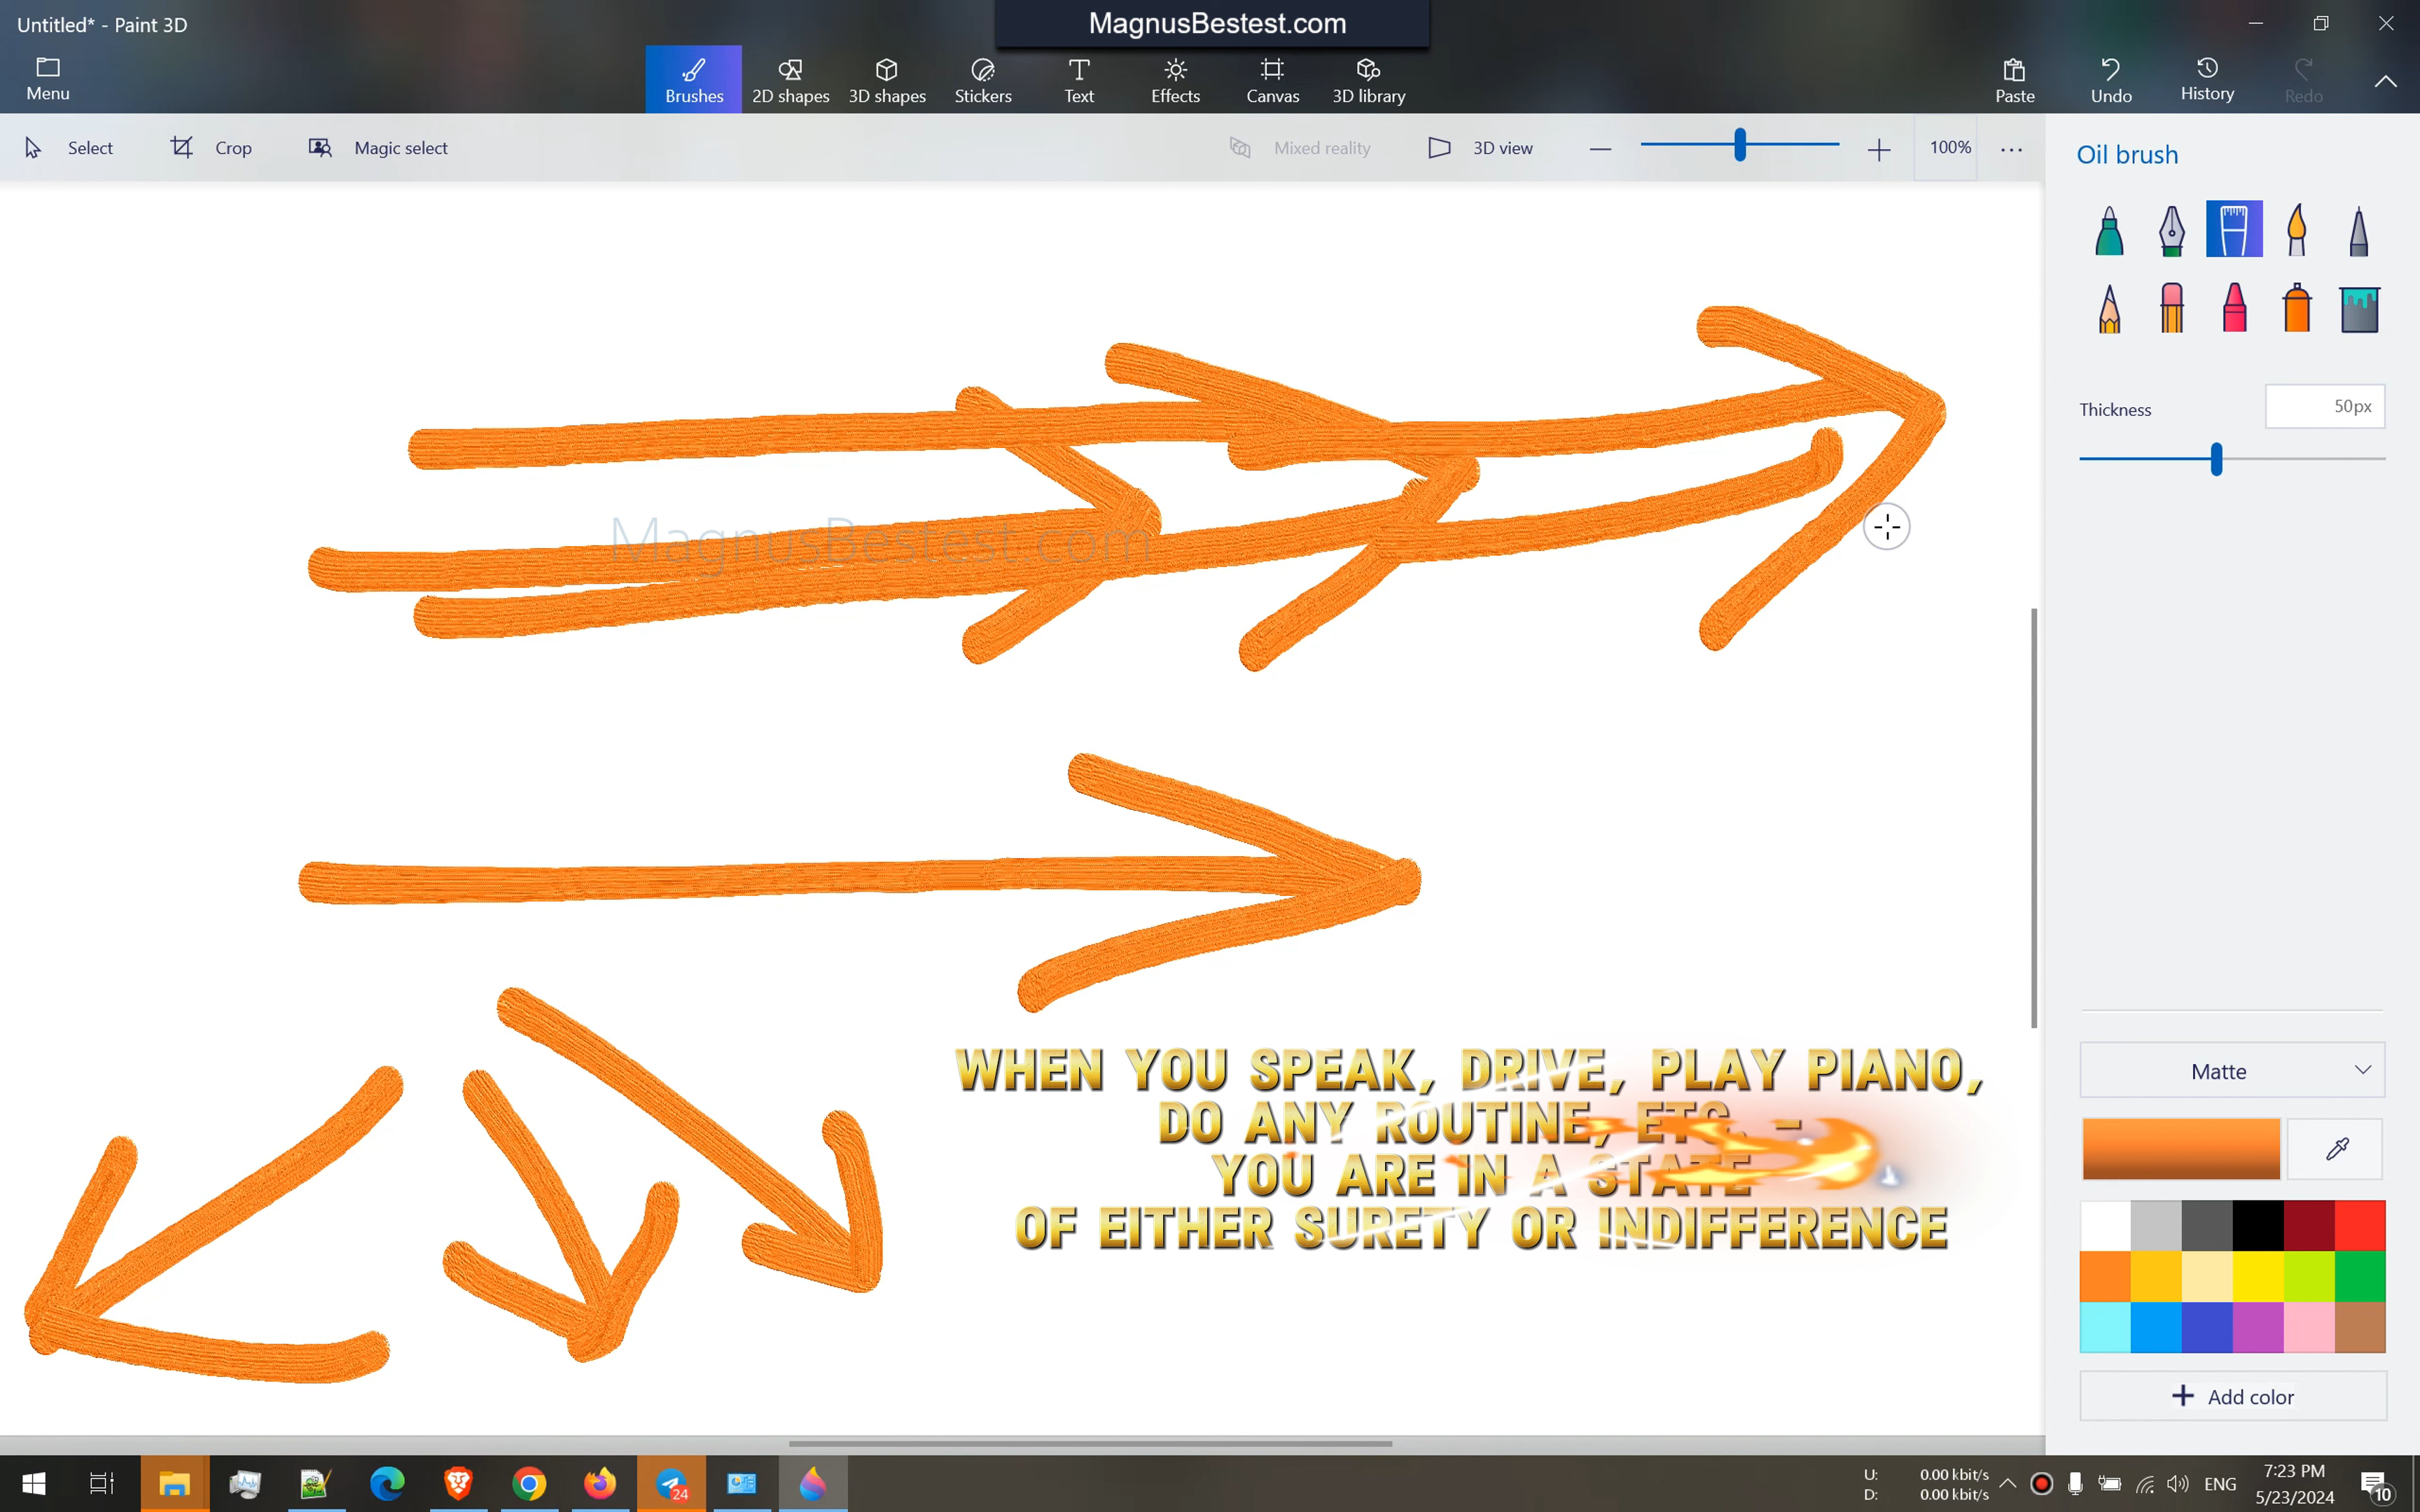 Untitled* - Paint 3D
MagnusBestest.com
Menu
Brushes
2D shapes
3D shapes
Stickers
Text
Effects
Canvas
3D library
Paste
Undo
History
Redo
Select
Crop
Magic select
Mixed reality
3D view
100%
Oil brush
Thickness
50px
MagnusBestest.com
WHEN YOU SPEAK, DRIVE, PLAY PIANO,
DO ANY ROUTINE, ETC. -
YOU ARE IN A STATE
OF EITHER SURETY OR INDIFFERENCE
Matte
Add color
24
U: 0.00 kbit/s
D: 0.00 kbit/s
ENG
7:23 PM
5/23/2024
10